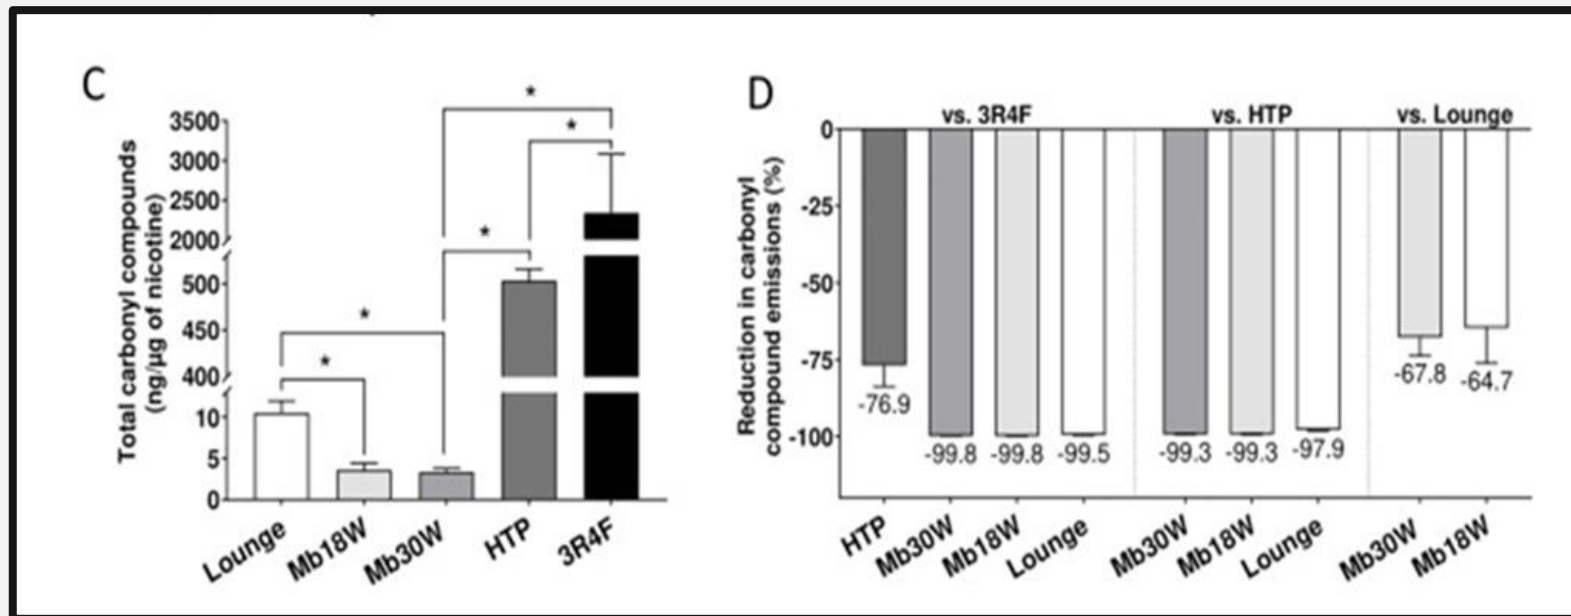 C
Total carbonyl compounds
(ng/µg of nicotine)
3500
3000
2500
2000
500
450
400
10
5
0
*
*
*
*
*
Lounge
Mb18W
Mb30W
HTP
3R4F
D
Reduction in carbonyl
compound emissions (%)
vs. 3R4F
vs. HTP
vs. Lounge
0
-25
-50
-75
-100
-76.9
-99.8
-99.8
-99.5
-99.3
-99.3
-97.9
-67.8
-64.7
HTP
Mb30W
Mb18W
Lounge
Mb30W
Mb18W
Lounge
Mb30W
Mb18W